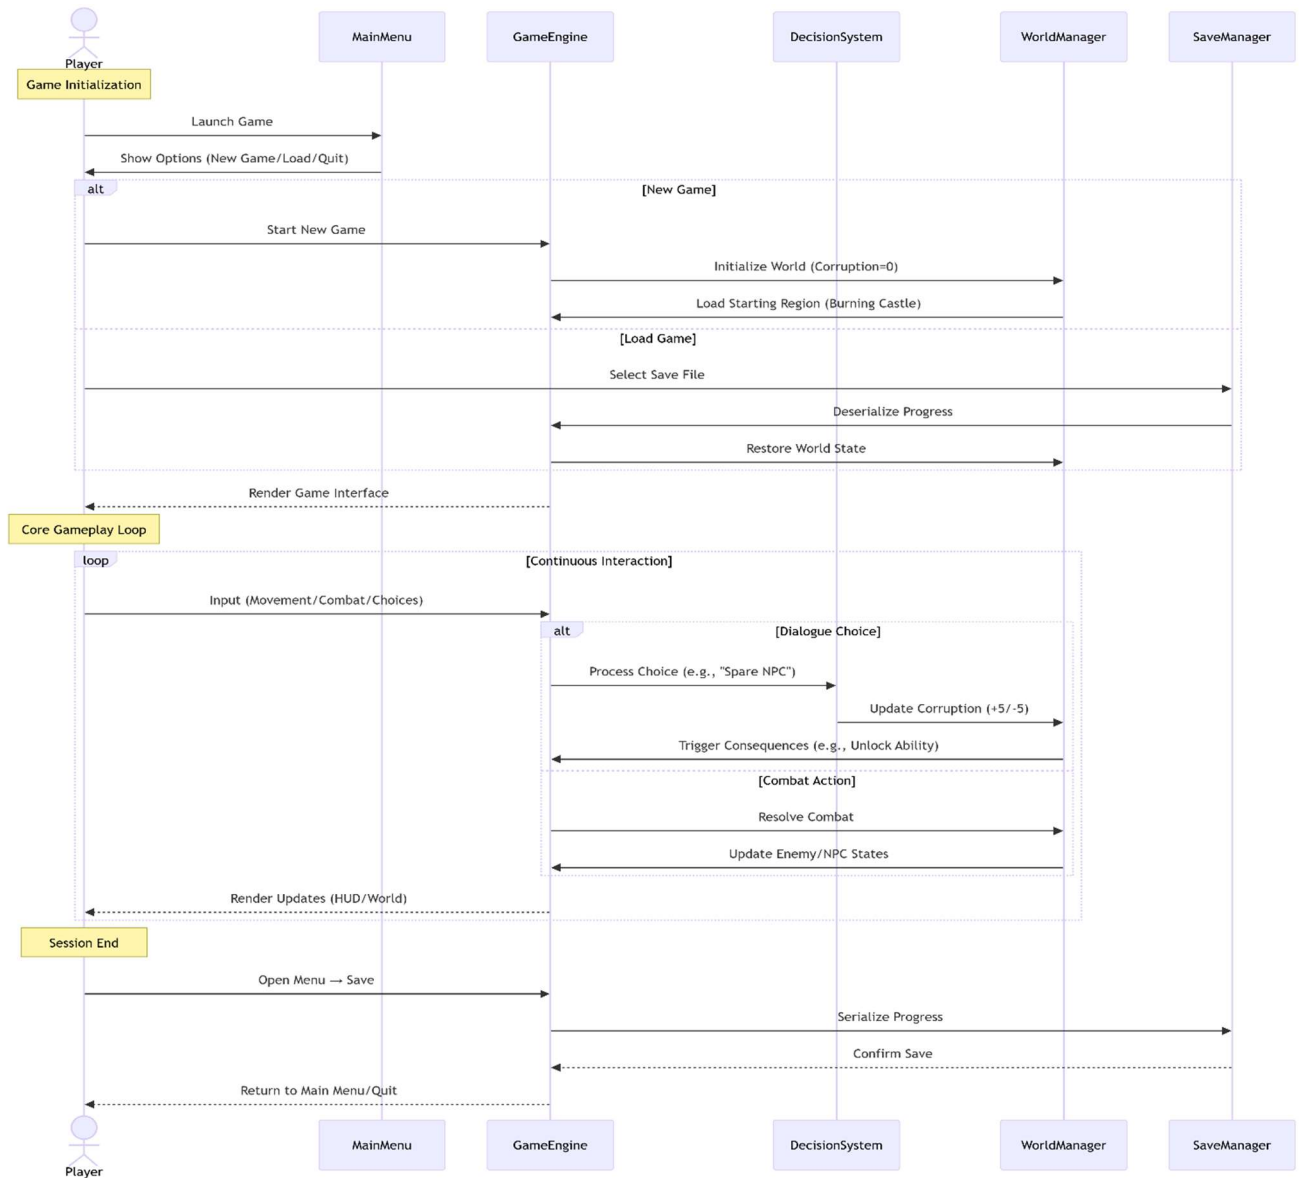 MainMenu
GameEngine
DecisionSystem
WorldManager
SaveManager
Player
Game Initialization
Launch Game
Show Options (New Game/Load/Quit)
alt
[New Game]
Start New Game
Initialize World (Corruption=0)
Load Starting Region (Burning Castle)
[Load Game]
Select Save File
Deserialize Progress
Restore World State
Render Game Interface
Core Gameplay Loop
loop
[Continuous Interaction]
Input (Movement/Combat/Choices)
alt
[Dialogue Choice]
Process Choice (e.g., "Spare NPC")
Update Corruption (+5/-5)
Trigger Consequences (e.g., Unlock Ability)
[Combat Action]
Resolve Combat
Update Enemy/NPC States
Render Updates (HUD/World)
Session End
Open Menu → Save
Serialize Progress
Confirm Save
Return to Main Menu/Quit
MainMenu
GameEngine
DecisionSystem
WorldManager
SaveManager
Player